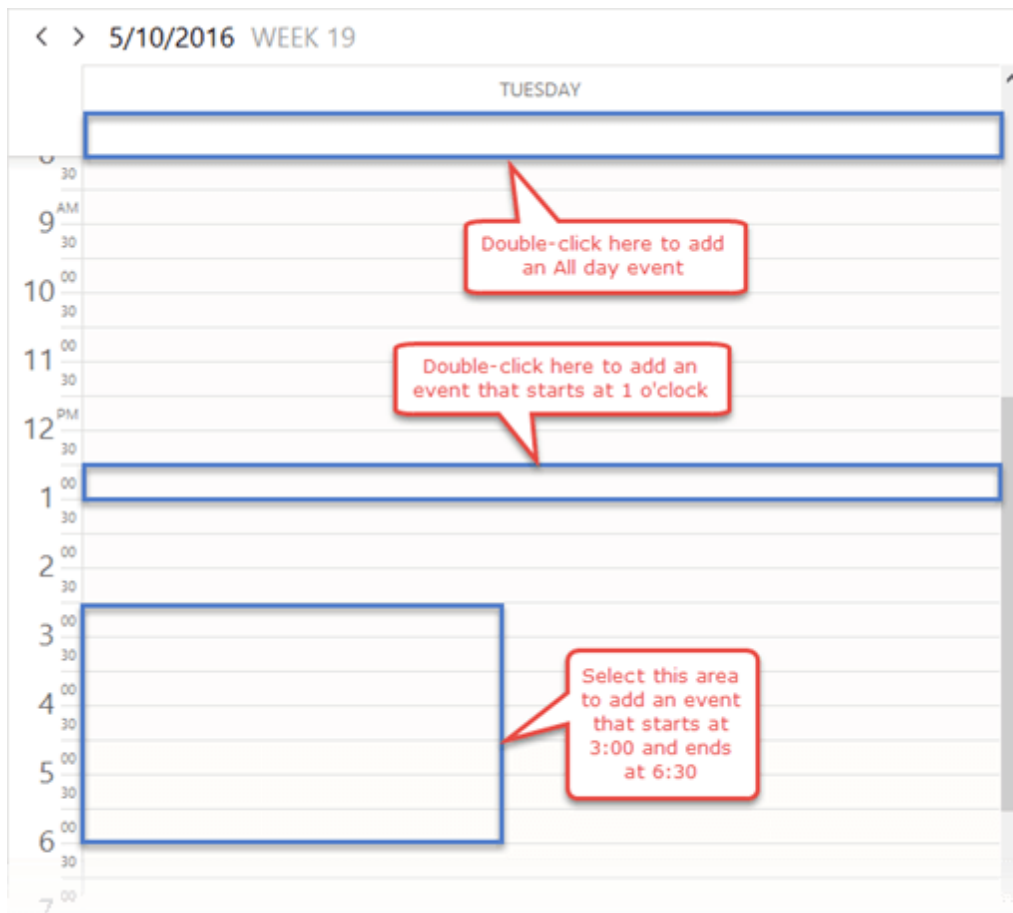 5/10/2016 WEEK 19
TUESDAY
8
30
9 AM
30
Double-click here to add
an All day event
10 00
30
11 00
30
Double-click here to add an
event that starts at 1 o'clock
12 PM
30
1 00
30
2 00
30
3 00
30
4 00
30
5 00
30
Select this area
to add an event
that starts at
3:00 and ends
at 6:30
6 00
30
7 00